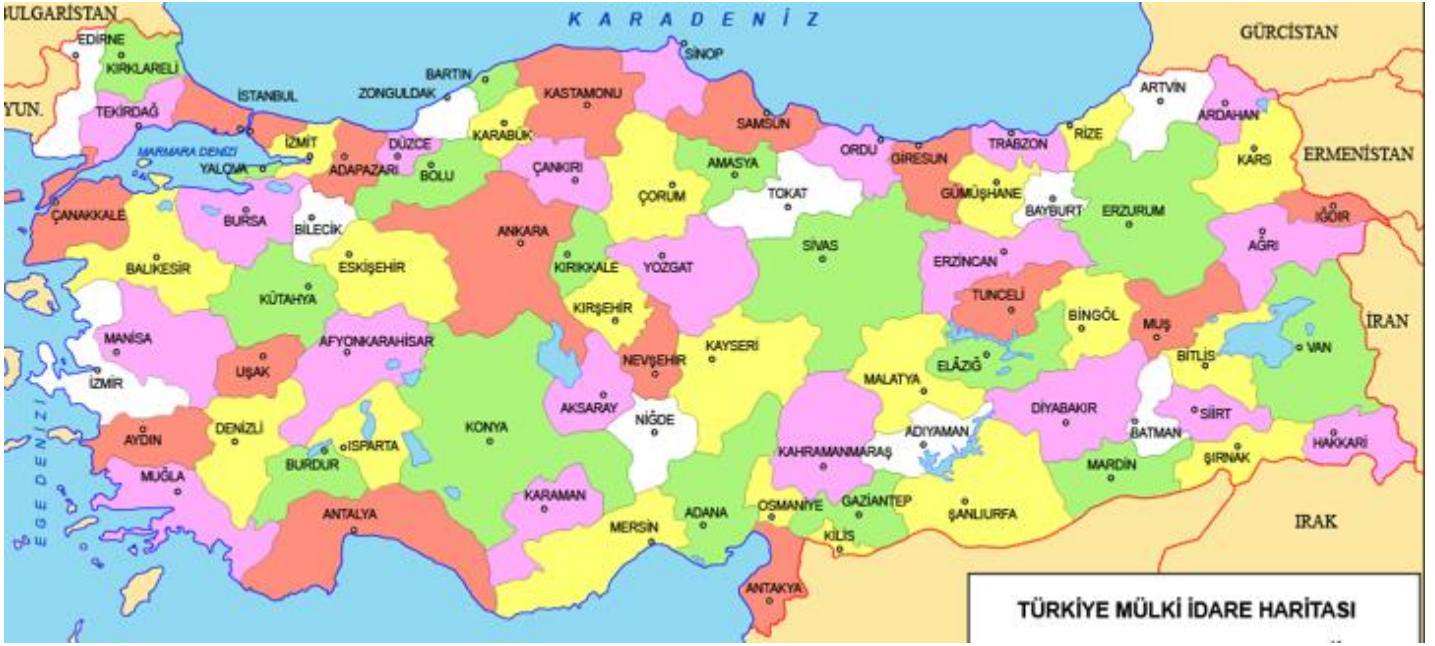 BULGARİSTAN
K A R A D E N İ Z
GÜRCİSTAN
EDİRNE
KIRKLARELİ
SİNOP
BARTIN
ZONGULDAK
KASTAMONU
ARTVİN
YUN.
TEKİRDAĞ
İSTANBUL
ARDAHAN
SAMSUN
KARABÜK
RİZE
İZMİT
DÜZCE
ORDU
GİRESUN
TRABZON
MARMARA DENİZİ
YALOVA
ADAPAZARI
BOLU
ÇANKIRI
AMASYA
KARS
ERMENİSTAN
ÇORUM
TOKAT
GÜMÜŞHANE
BAYBURT
ERZURUM
IĞDIR
ÇANAKKALE
BURSA
BİLECİK
ANKARA
SİVAS
AĞRI
BALIKESİR
ESKİŞEHİR
KIRIKKALE
YOZGAT
ERZİNCAN
KÜTAHYA
KIRŞEHİR
TUNCELİ
BİNGÖL
MUŞ
İRAN
MANİSA
AFYONKARAHİSAR
NEVŞEHİR
KAYSERİ
VAN
UŞAK
ELÂZIĞ
BİTLİS
İZMİR
MALATYA
AKSARAY
NİĞDE
DİYABAKIR
SİİRT
AYDIN
DENİZLİ
ISPARTA
KONYA
ADIYAMAN
BATMAN
HAKKARİ
BURDUR
KAHRAMANMARAŞ
MARDİN
ŞIRNAK
MUĞLA
EGE DENİZİ
KARAMAN
OSMANİYE
GAZİANTEP
ŞANLIURFA
ANTALYA
MERSİN
ADANA
KİLİS
IRAK
ANTAKYA
TÜRKİYE MÜLKİ İDARE HARİTASI